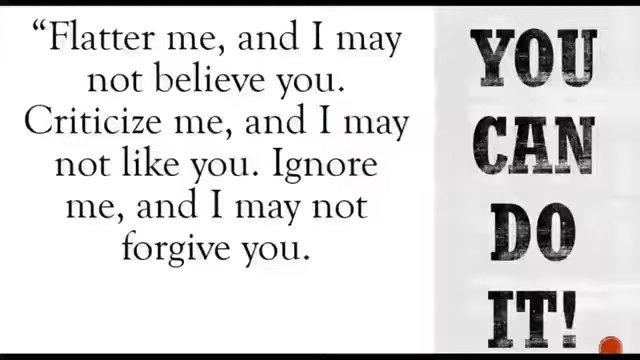 “Flatter me, and I may
not believe you.
Criticize me, and I may
not like you. Ignore
me, and I may not
forgive you.
YOU
CAN
DO
IT!